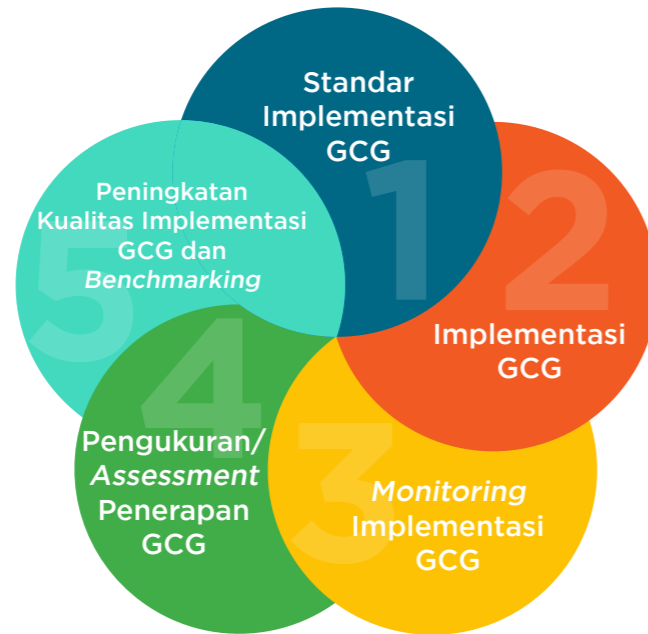 Standar
Implementasi
GCG
1
2
Implementasi
GCG
3
Monitoring
Implementasi
GCG
4
Pengukuran/
Assessment
Penerapan
GCG
5
Peningkatan
Kualitas Implementasi
GCG dan
Benchmarking